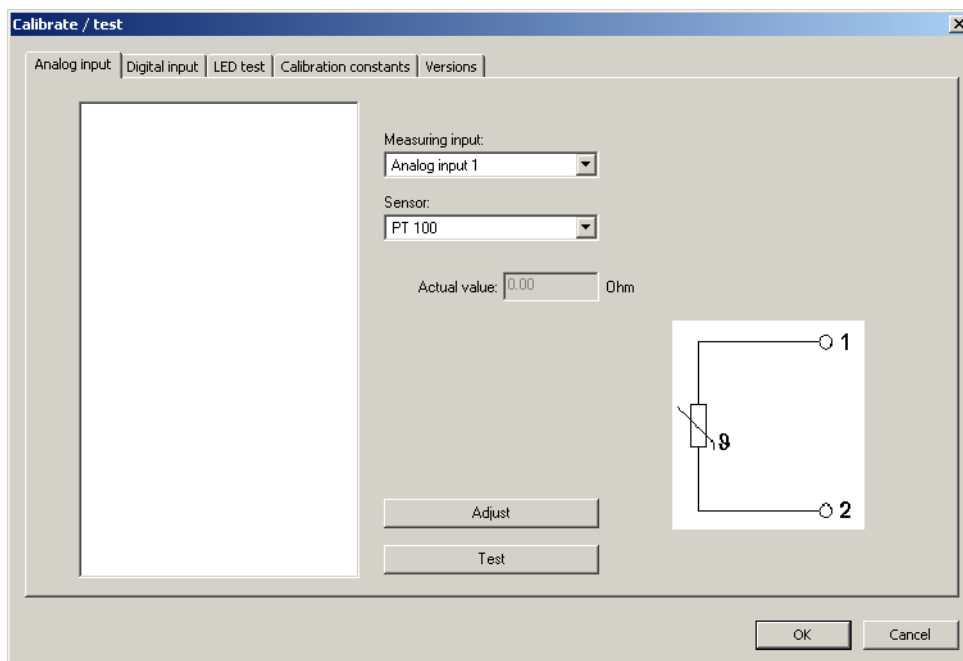 Calibrate / test
Analog input Digital input LED test Calibration constants Versions
Measuring input:
Analog input 1
Sensor:
PT 100
Actual value: 0.00 Ohm
1
ϑ
2
Adjust
Test
OK Cancel